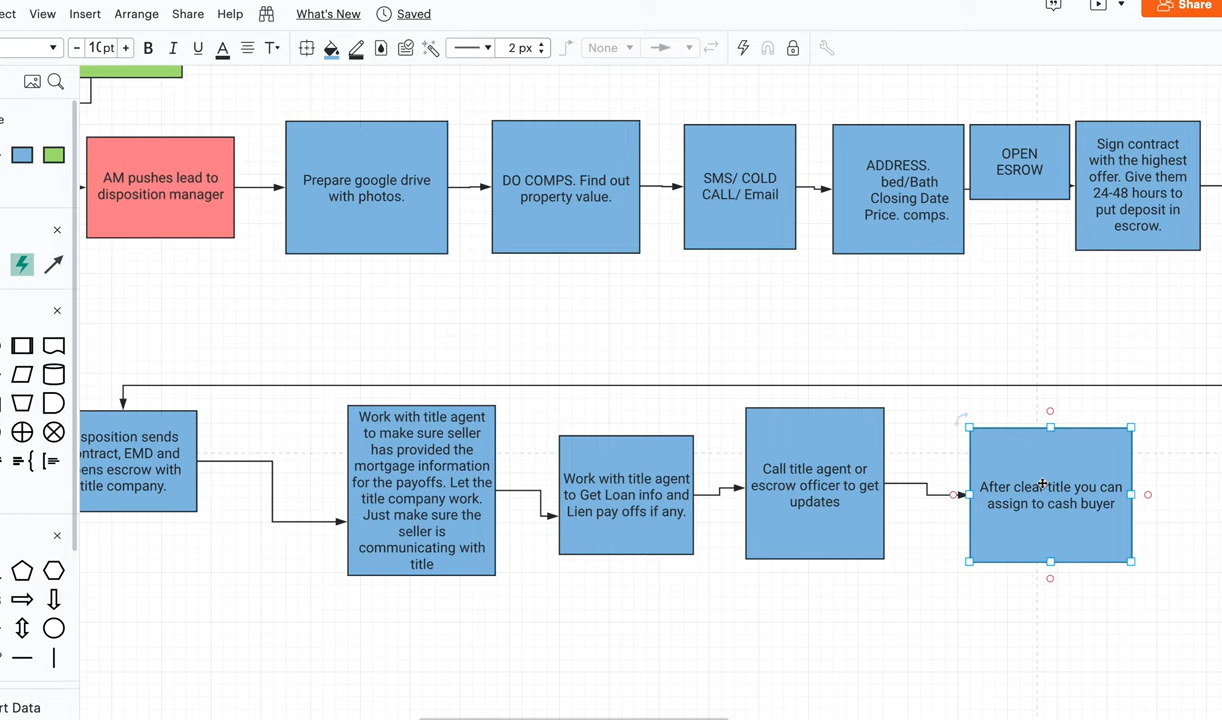 View Insert Arrange Share Help What's New Saved
Share
pt B I U A T 2 px None
AM pushes lead to
disposition manager
Prepare google drive
with photos.
DO COMPS. Find out
property value.
SMS/ COLD
CALL/ Email
ADDRESS.
bed/Bath
Closing Date
Price. comps.
OPEN
ESROW
Sign contract
with the highest
offer. Give them
24-48 hours to
put deposit in
escrow.
sposition sends
ntract, EMD and
ens escrow with
title company.
Work with title agent
to make sure seller
has provided the
mortgage information
for the payoffs. Let the
title company work.
Just make sure the
seller is
communicating with
title
Work with title agent
to Get Loan info and
Lien pay offs if any.
Call title agent or
escrow officer to get
updates
After clear title you can
assign to cash buyer
rt Data